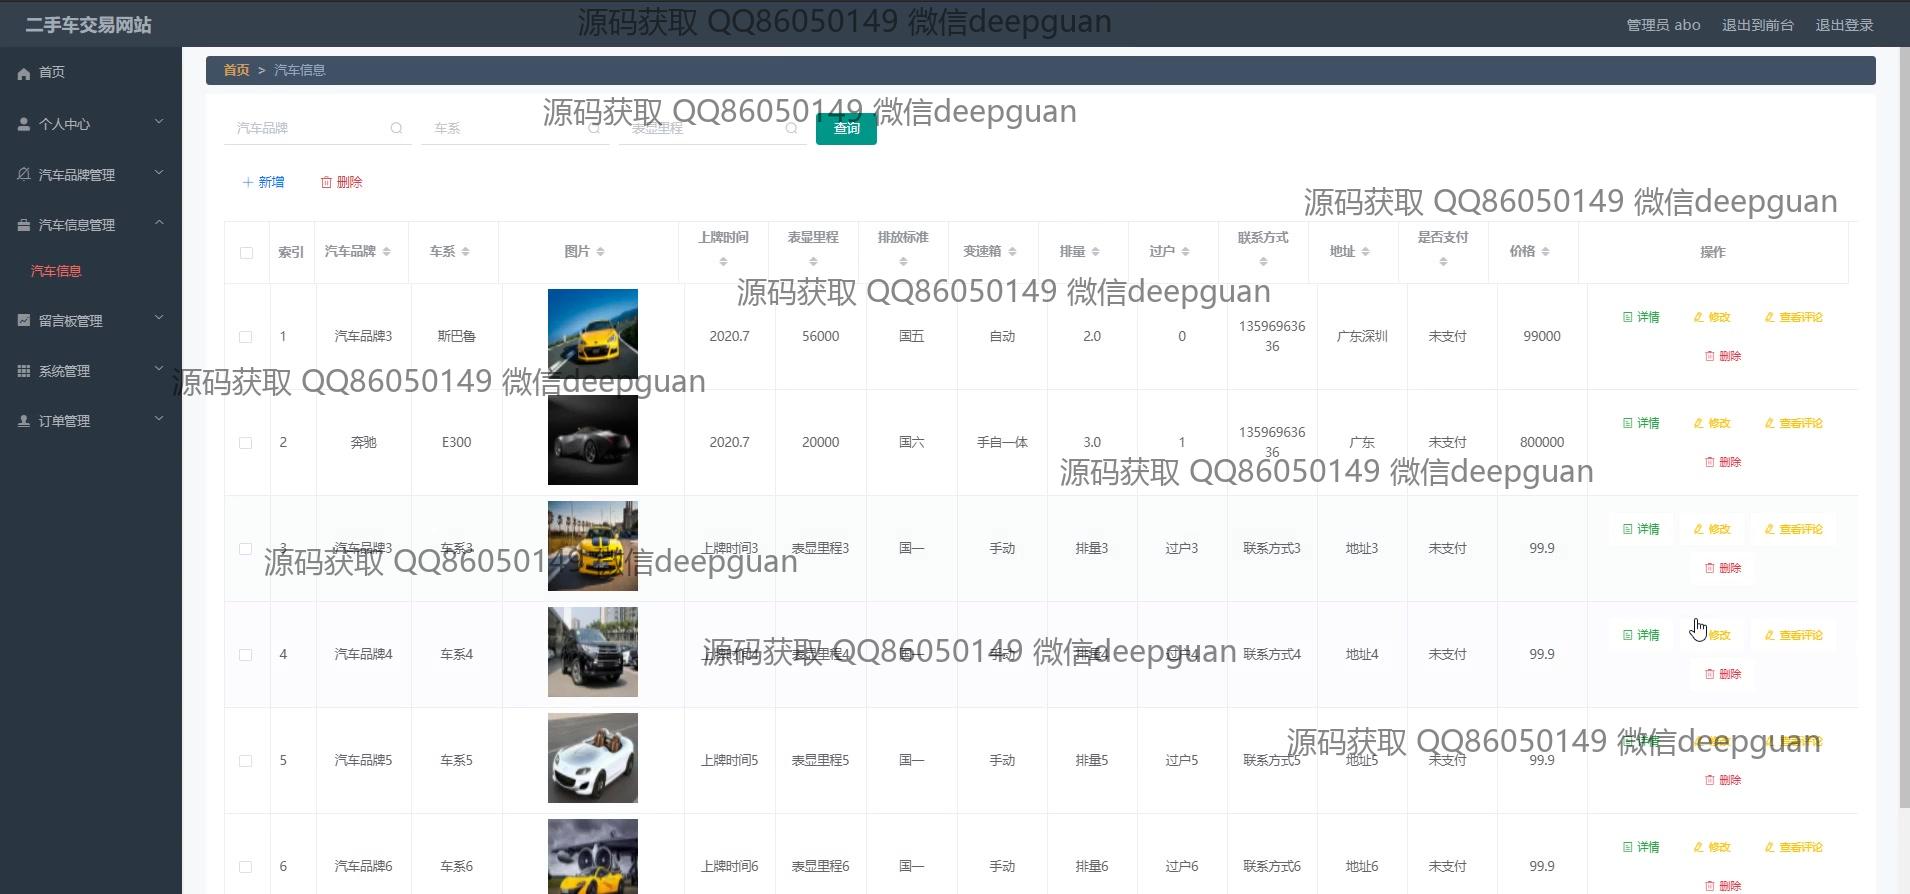 二手车交易网站
源码获取 QQ86050149 微信deepguan
管理员 abo 退出到前台 退出登录
首页
个人中心
汽车品牌管理
汽车信息管理
汽车信息
留言板管理
系统管理
订单管理
首页 > 汽车信息
源码获取 QQ86050149 微信deepguan
汽车品牌 车系 表显里程 查询
新增 删除
源码获取 QQ86050149 微信deepguan
索引 汽车品牌 车系 图片 上牌时间 表显里程 排放标准 变速箱 排量 过户 联系方式 地址 是否支付 价格 操作
源码获取 QQ86050149 微信deepguan
1 汽车品牌3 斯巴鲁 2020.7 56000 国五 自动 2.0 0 13596963636 广东深圳 未支付 99000 详情 修改 查看评论 删除
源码获取 QQ86050149 微信deepguan
2 奔驰 E300 2020.7 20000 国六 手自一体 3.0 1 13596963636 广东 未支付 800000 详情 修改 查看评论 删除
源码获取 QQ86050149 微信deepguan
3 汽车品牌3 车系3 上牌时间3 表显里程3 国一 手动 排量3 过户3 联系方式3 地址3 未支付 99.9 详情 修改 查看评论 删除
源码获取 QQ86050149 微信deepguan
4 汽车品牌4 车系4 上牌时间4 表显里程4 国一 手动 排量4 过户4 联系方式4 地址4 未支付 99.9 详情 修改 查看评论 删除
源码获取 QQ86050149 微信deepguan
5 汽车品牌5 车系5 上牌时间5 表显里程5 国一 手动 排量5 过户5 联系方式5 地址5 未支付 99.9 详情 修改 查看评论 删除
源码获取 QQ86050149 微信deepguan
6 汽车品牌6 车系6 上牌时间6 表显里程6 国一 手动 排量6 过户6 联系方式6 地址6 未支付 99.9 详情 修改 查看评论 删除